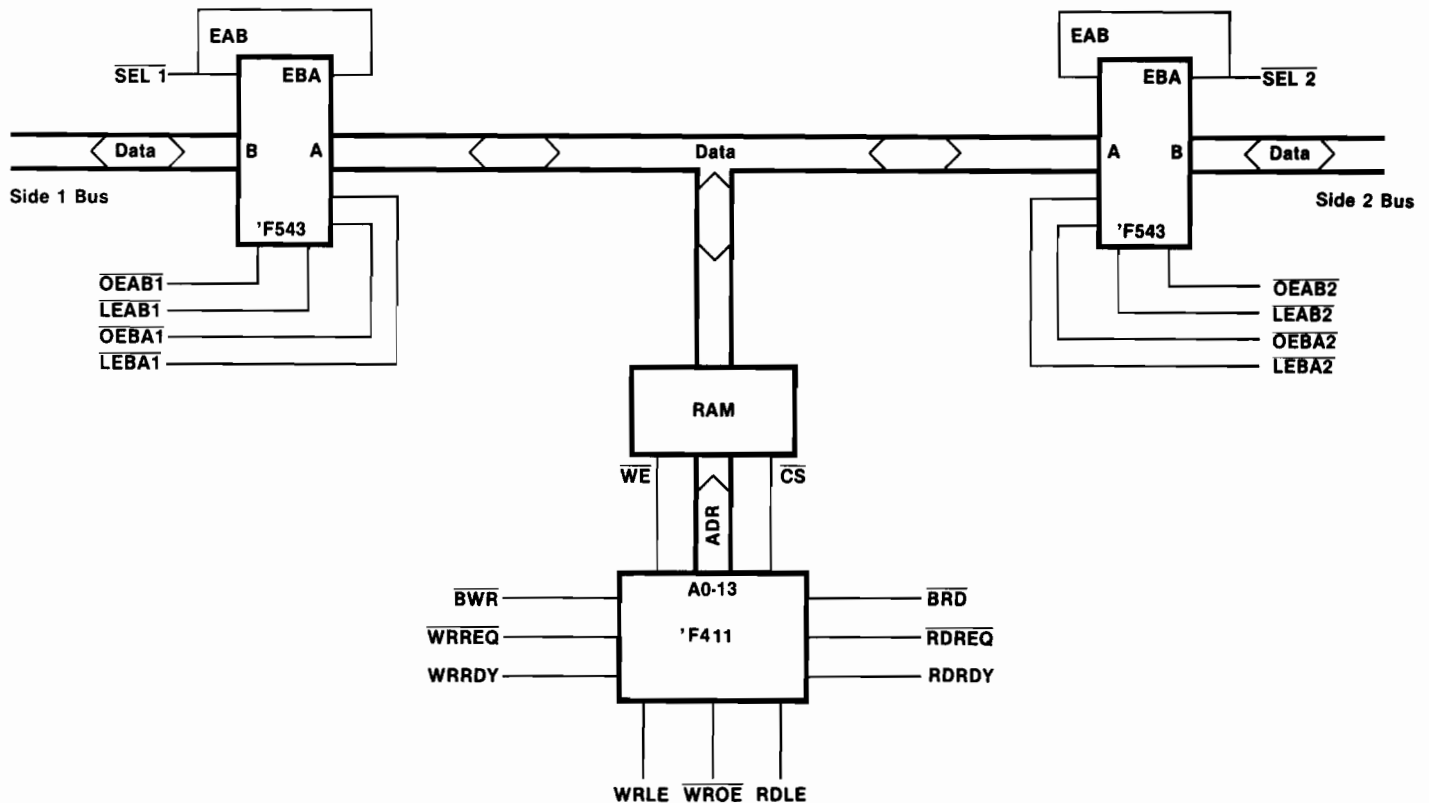 EAB
SEL 1
EBA
B
A
'F543
Data
Side 1 Bus
OEAB1
LEAB1
OEBA1
LEBA1
Data
EAB
EBA
SEL 2
A
B
'F543
Data
Side 2 Bus
OEAB2
LEAB2
OEBA2
LEBA2
RAM
WE
CS
ADR
A0-13
'F411
BWR
WRREQ
WRRDY
BRD
RDREQ
RDRDY
WRLE
WROE
RDLE